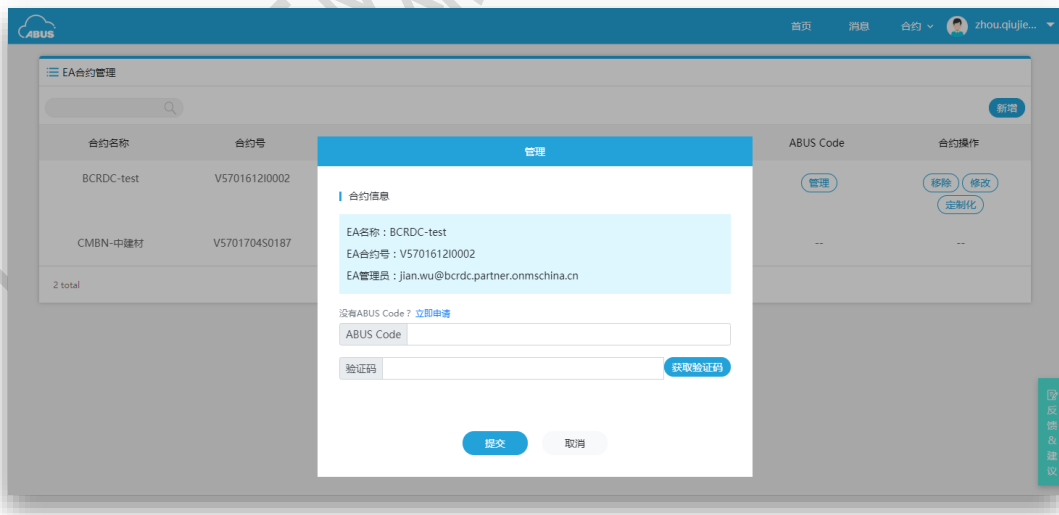 ABUS
首页 消息 合约 zhou.qiujie...
EA合约管理
新增
合约名称 合约号 ABUS Code 合约操作
管理
BCRDC-test V5701612I0002 管理 移除 修改
定制化
合约信息
EA名称：BCRDC-test
EA合约号：V5701612I0002
EA管理员：jian.wu@bcrdc.partner.onmschina.cn
CMBN-中建材 V5701704S0187 -- --
2 total
没有ABUS Code？ 立即申请
ABUS Code
验证码 获取验证码
提交 取消
反馈&建议